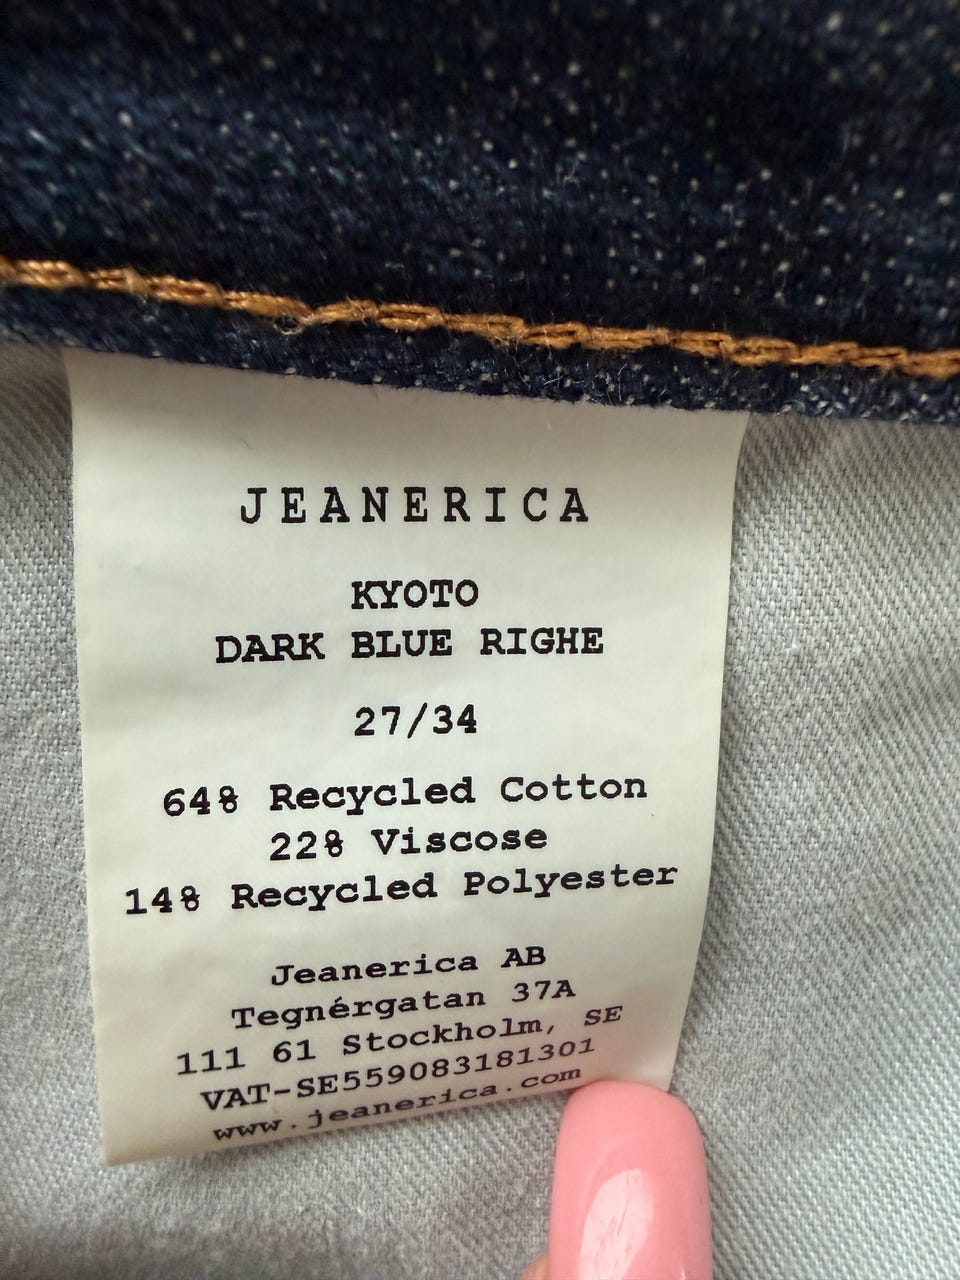 JEANERICA
KYOTO
DARK BLUE RIGHE
27/34
64% Recycled Cotton
22% Viscose
14% Recycled Polyester
Jeanerica AB
Tegnérgatan 37A
111 61 Stockholm, SE
VAT-SE559083181301
www.jeanerica.com